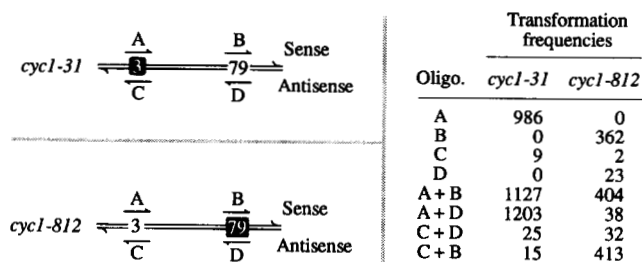 A B
Sense
cyc1-31 3 79
Antisense
C D
A B
Sense
cyc1-812 3 79
Antisense
C D
Transformation
frequencies
Oligo. cyc1-31 cyc1-812
A 986 0
B 0 362
C 9 2
D 0 23
A + B 1127 404
A + D 1203 38
C + D 25 32
C + B 15 413